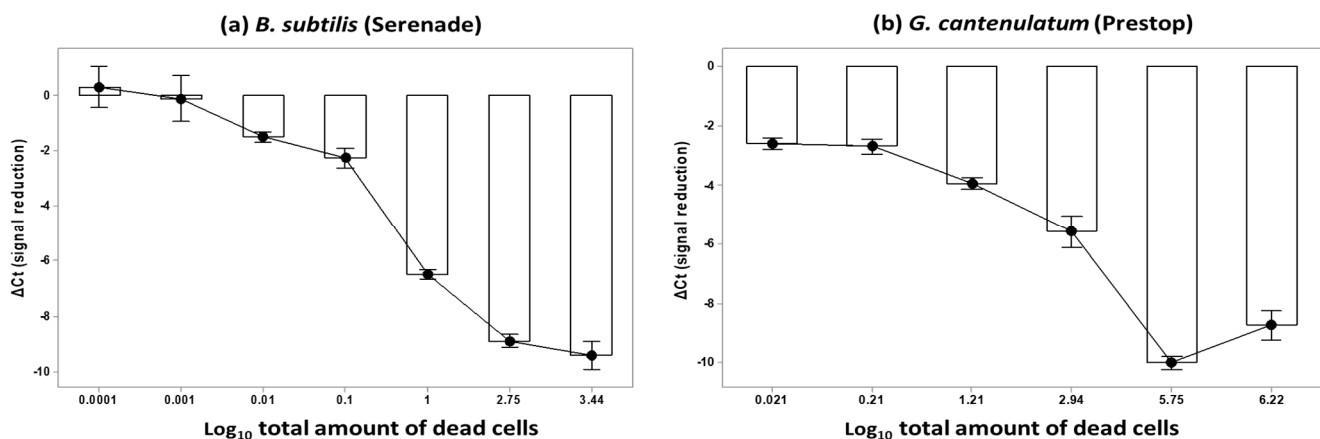 (a) B. subtilis (Serenade)
ΔCt (signal reduction)
0
-2
-4
-6
-8
-10
0.0001 0.001 0.01 0.1 1 2.75 3.44
Log10 total amount of dead cells
(b) G. cantenulatum (Prestop)
ΔCt (signal reduction)
0
-2
-4
-6
-8
-10
0.021 0.21 1.21 2.94 5.75 6.22
Log10 total amount of dead cells